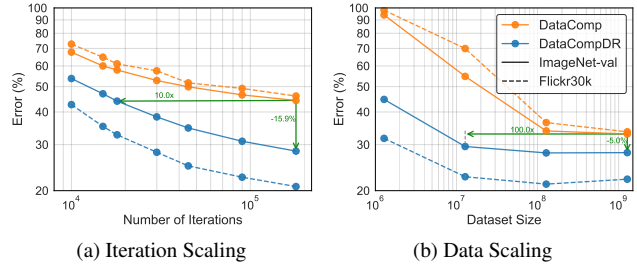 100
90
80
70
60
50
40
30
20
Error (%)
10.0x
-15.9%
10^4
10^5
Number of Iterations
(a) Iteration Scaling
100
90
80
70
60
50
40
30
20
Error (%)
DataComp
DataCompDR
ImageNet-val
Flickr30k
100.0x
-5.0%
10^6
10^7
10^8
10^9
Dataset Size
(b) Data Scaling